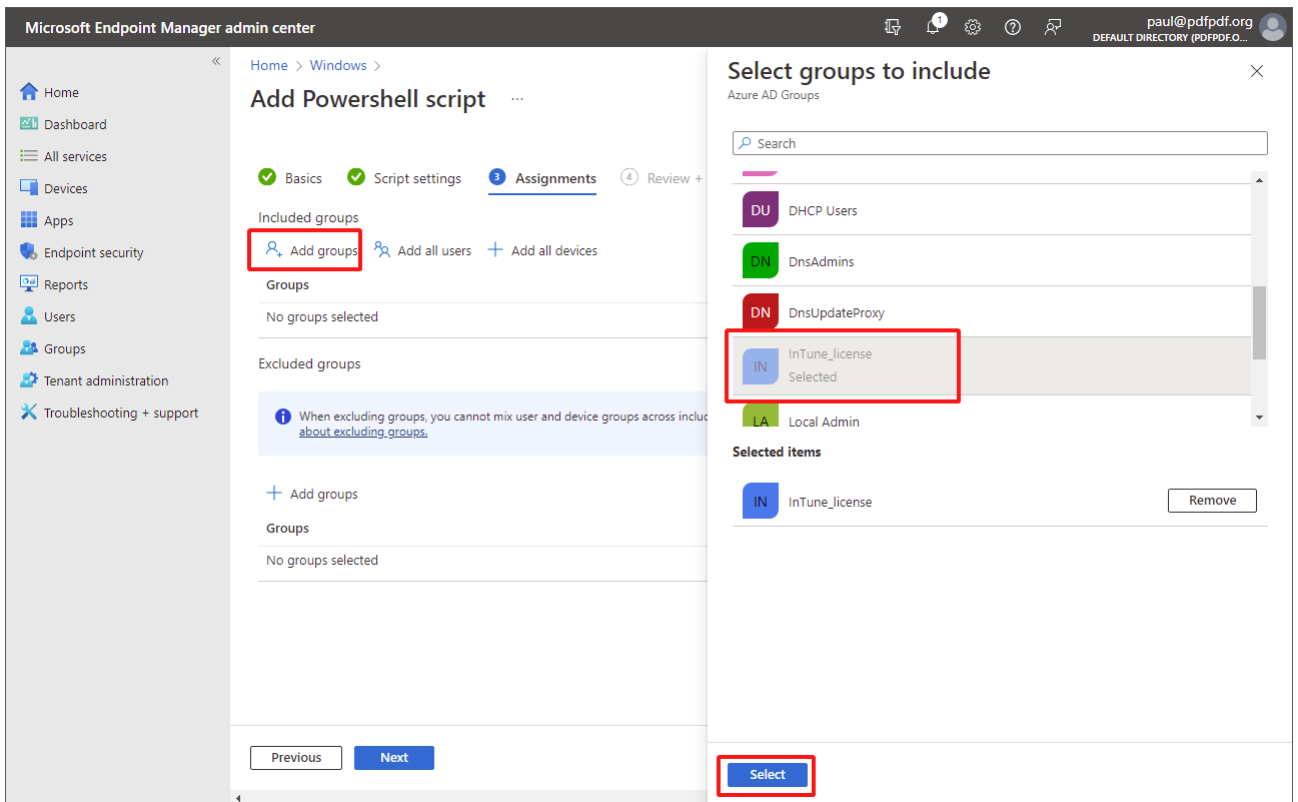 Microsoft Endpoint Manager admin center
1
paul@pdfpdf.org
DEFAULT DIRECTORY (PDFPDF.O...
«
Home
Dashboard
All services
Devices
Apps
Endpoint security
Reports
Users
Groups
Tenant administration
Troubleshooting + support
Home > Windows >
Add Powershell script ...
Basics
Script settings
3 Assignments
4 Review +
Included groups
Add groups
Add all users
Add all devices
Groups
No groups selected
Excluded groups
When excluding groups, you cannot mix user and device groups across inclu
about excluding groups.
Add groups
Groups
No groups selected
Previous
Next
Select groups to include
Azure AD Groups
Search
DU DHCP Users
DN DnsAdmins
DN DnsUpdateProxy
IN InTune_license
Selected
LA Local Admin
Selected items
IN InTune_license
Remove
Select